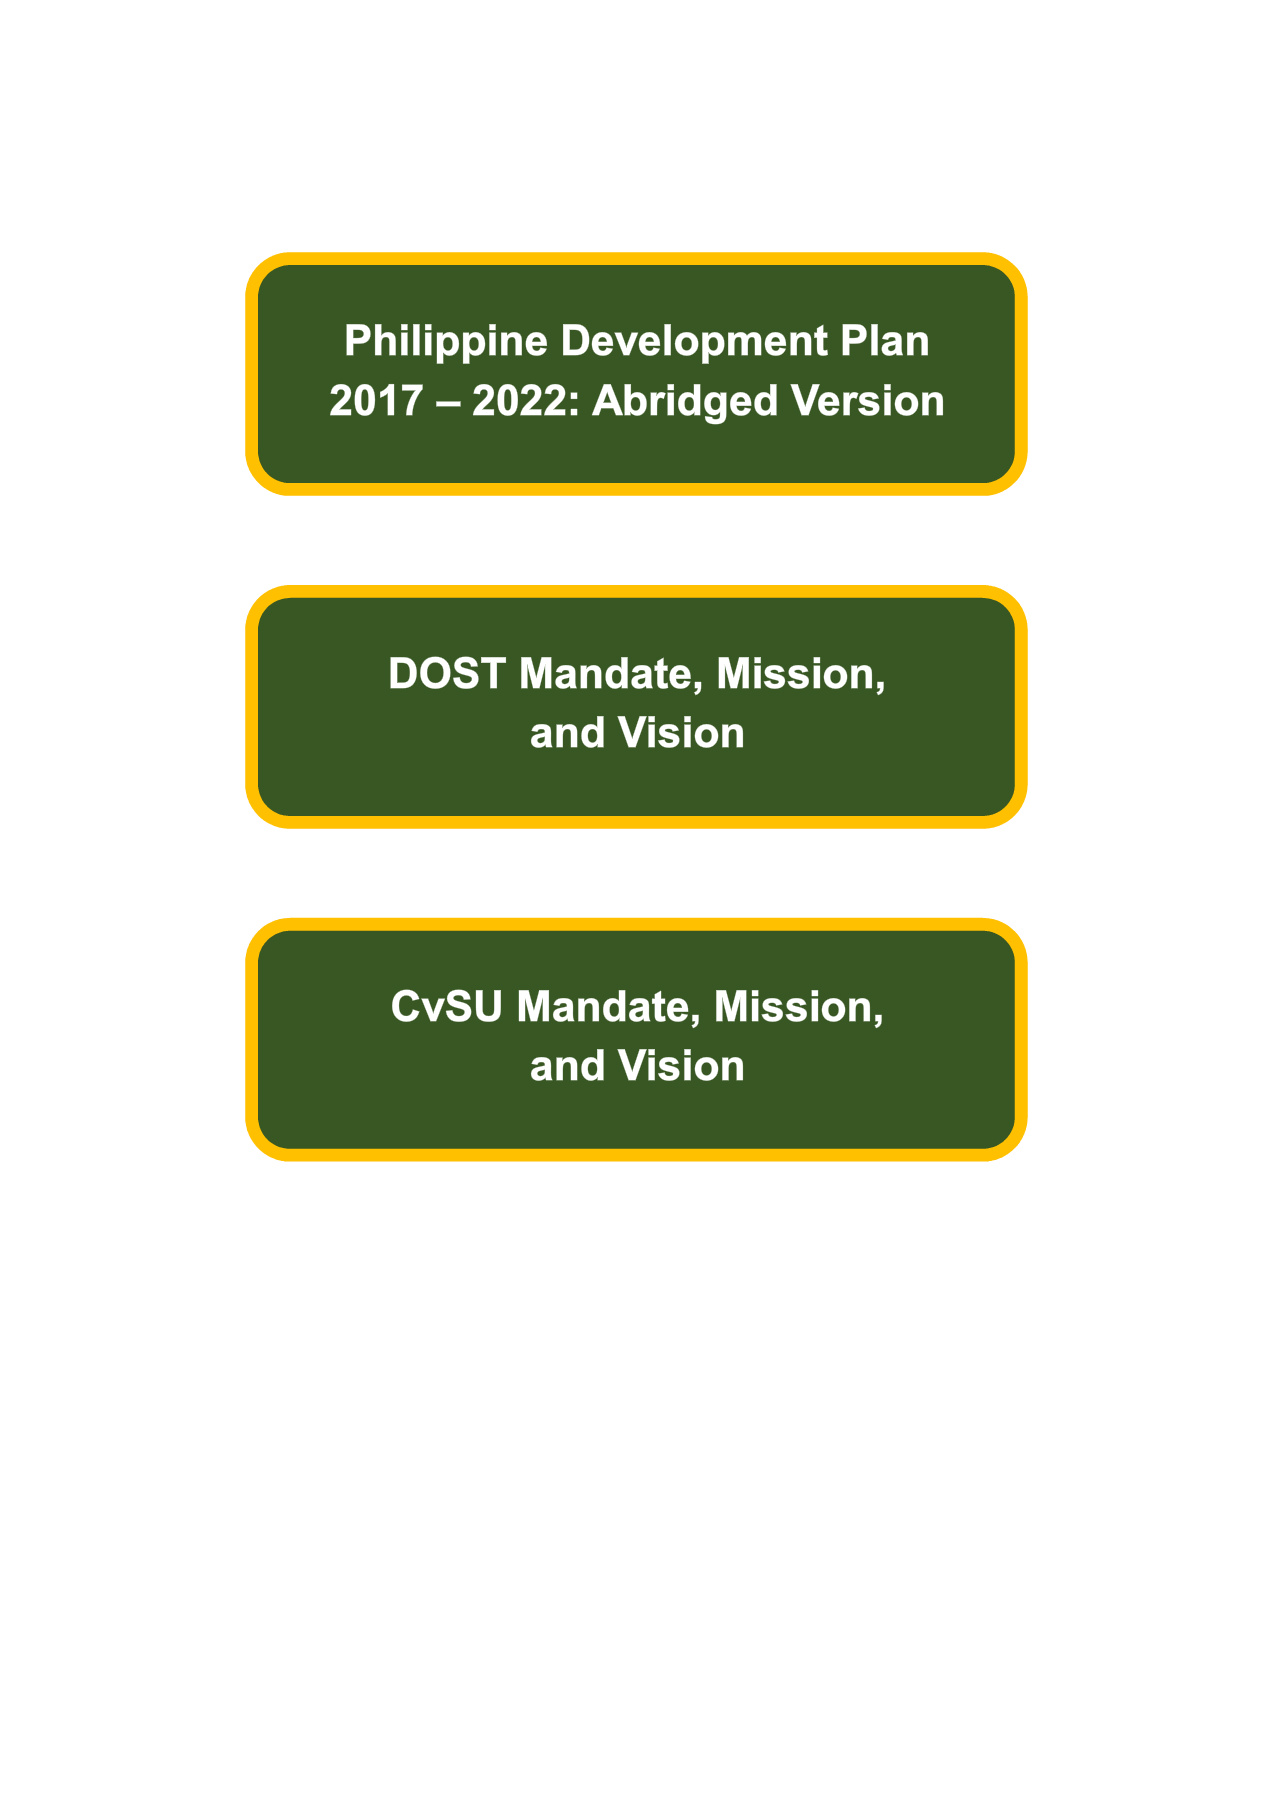 Philippine Development Plan
2017 – 2022: Abridged Version
DOST Mandate, Mission,
and Vision
CvSU Mandate, Mission,
and Vision